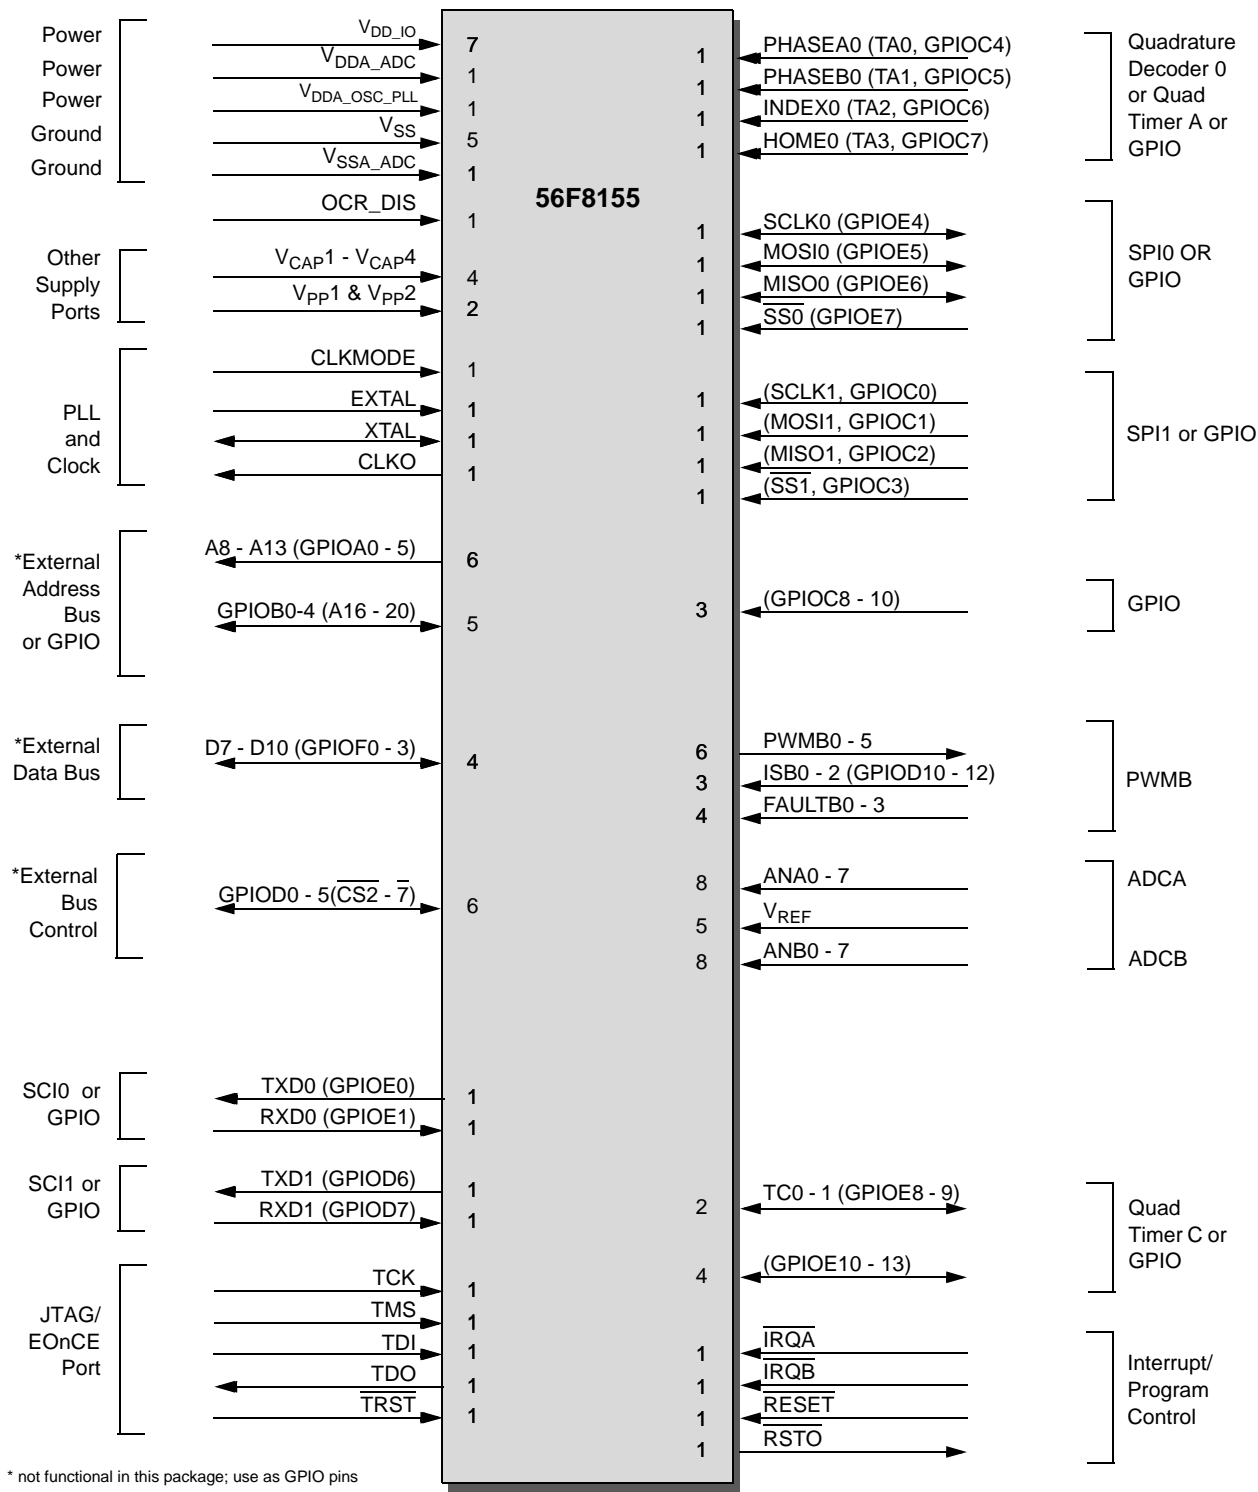 56F8155
Power
V_DD_IO
7
Power
V_DDA_ADC
1
Power
V_DDA_OSC_PLL
1
Ground
V_SS
5
Ground
V_SSA_ADC
1
OCR_DIS
1
Other
Supply
Ports
V_CAP1 - V_CAP4
4
V_PP1 & V_PP2
2
PLL
and
Clock
CLKMODE
1
EXTAL
1
XTAL
1
CLKO
1
*External
Address
Bus
or GPIO
A8 - A13 (GPIOA0 - 5)
6
GPIOB0-4 (A16 - 20)
5
*External
Data Bus
D7 - D10 (GPIOF0 - 3)
4
*External
Bus
Control
GPIOD0 - 5(CS2 - 7)
6
SCI0 or
GPIO
TXD0 (GPIOE0)
1
RXD0 (GPIOE1)
1
SCI1 or
GPIO
TXD1 (GPIOD6)
1
RXD1 (GPIOD7)
1
JTAG/
EOnCE
Port
TCK
1
TMS
1
TDI
1
TDO
1
TRST
1
1
PHASEA0 (TA0, GPIOC4)
1
PHASEB0 (TA1, GPIOC5)
1
INDEX0 (TA2, GPIOC6)
1
HOME0 (TA3, GPIOC7)
Quadrature
Decoder 0
or Quad
Timer A or
GPIO
1
SCLK0 (GPIOE4)
1
MOSI0 (GPIOE5)
1
MISO0 (GPIOE6)
1
SS0 (GPIOE7)
SPI0 OR
GPIO
1
(SCLK1, GPIOC0)
1
(MOSI1, GPIOC1)
1
(MISO1, GPIOC2)
1
(SS1, GPIOC3)
SPI1 or GPIO
3
(GPIOC8 - 10)
GPIO
6
PWMB0 - 5
3
ISB0 - 2 (GPIOD10 - 12)
4
FAULTB0 - 3
PWMB
8
ANA0 - 7
ADCA
5
V_REF
8
ANB0 - 7
ADCB
2
TC0 - 1 (GPIOE8 - 9)
4
(GPIOE10 - 13)
Quad
Timer C or
GPIO
1
IRQA
1
IRQB
1
RESET
1
RSTO
Interrupt/
Program
Control
* not functional in this package; use as GPIO pins